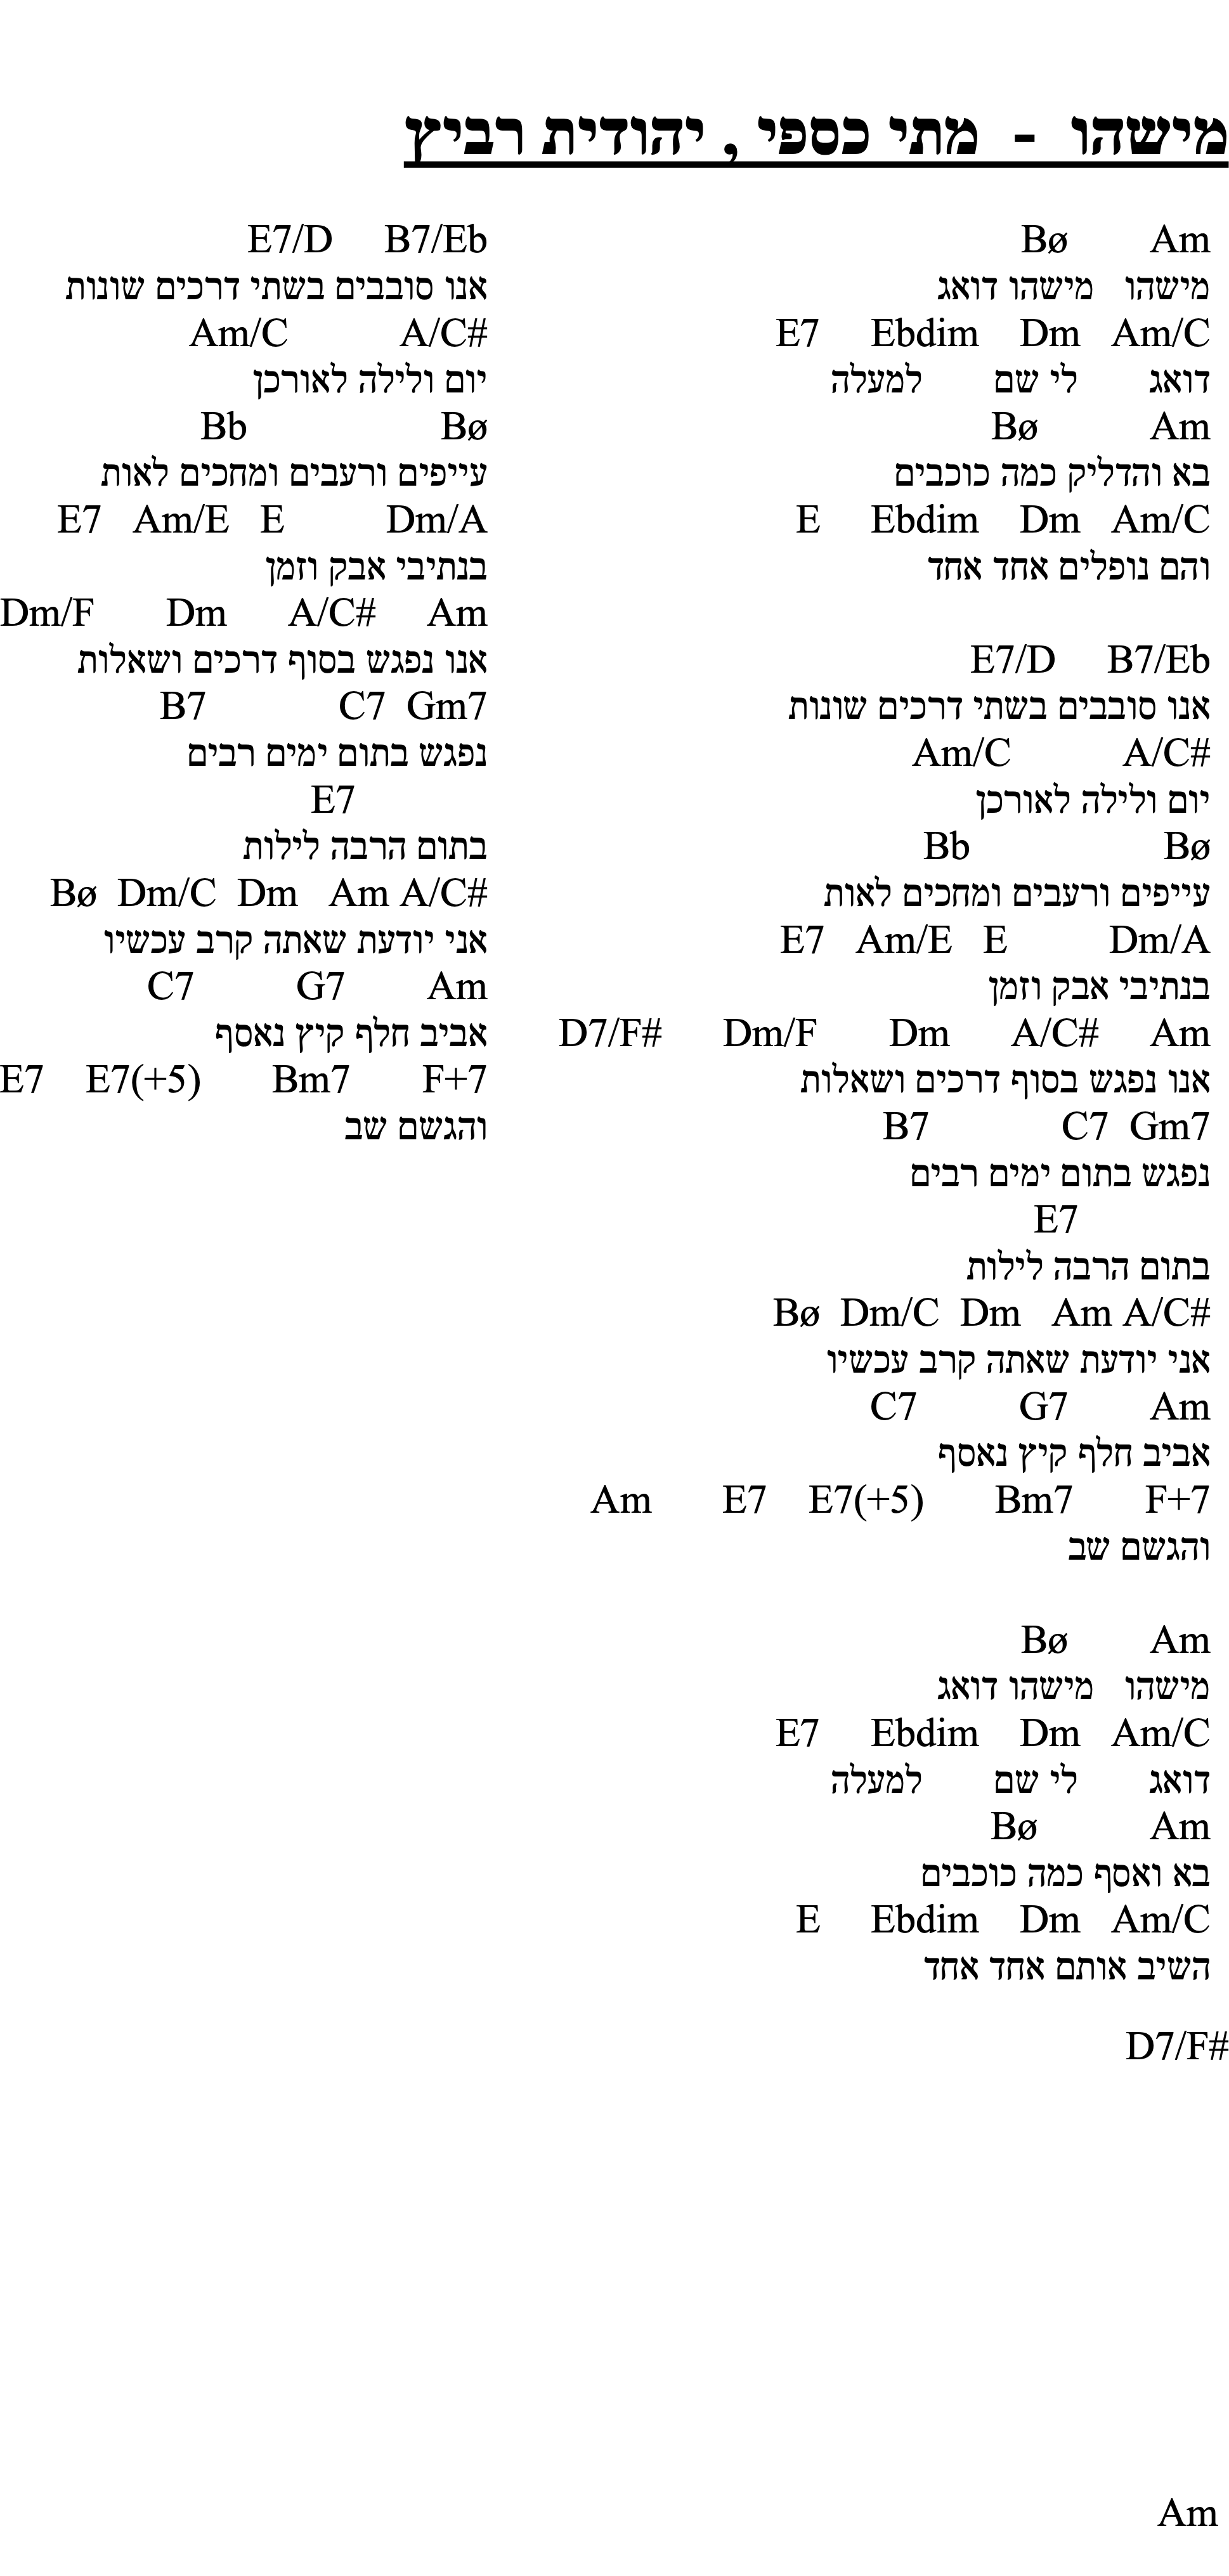 מישהו - מתי כספי , יהודית רביץ
Bø Am
מישהו מישהו דואג
E7 Ebdim Dm Am/C
דואג לי שם למעלה
Bø Am
בא והדליק כמה כוכבים
E Ebdim Dm Am/C
והם נופלים אחד אחד
E7/D B7/Eb
אנו סובבים בשתי דרכים שונות
Am/C A/C#
יום ולילה לאורכן
Bb Bø
עייפים ורעבים ומחכים לאות
E7 Am/E E Dm/A
בנתיבי אבק וזמן
D7/F# Dm/F Dm A/C# Am
אנו נפגש בסוף דרכים ושאלות
B7 C7 Gm7
נפגש בתום ימים רבים
E7
בתום הרבה לילות
Bø Dm/C Dm Am A/C#
אני יודעת שאתה קרב עכשיו
C7 G7 Am
אביב חלף קיץ נאסף
Am E7 E7(+5) Bm7 F+7
והגשם שב
Bø Am
מישהו מישהו דואג
E7 Ebdim Dm Am/C
דואג לי שם למעלה
Bø Am
בא ואסף כמה כוכבים
E Ebdim Dm Am/C
השיב אותם אחד אחד
E7/D B7/Eb
אנו סובבים בשתי דרכים שונות
Am/C A/C#
יום ולילה לאורכן
Bb Bø
עייפים ורעבים ומחכים לאות
E7 Am/E E Dm/A
בנתיבי אבק וזמן
Dm/F Dm A/C# Am
אנו נפגש בסוף דרכים ושאלות
B7 C7 Gm7
נפגש בתום ימים רבים
E7
בתום הרבה לילות
Bø Dm/C Dm Am A/C#
אני יודעת שאתה קרב עכשיו
C7 G7 Am
אביב חלף קיץ נאסף
E7 E7(+5) Bm7 F+7
והגשם שב
D7/F#
Am